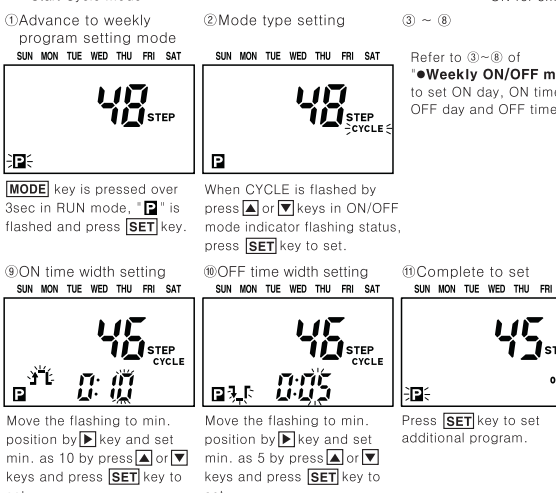 Start Cycle mode
①Advance to weekly
program setting mode
SUN MON TUE WED THU FRI SAT
48 STEP
P
MODE key is pressed over
3sec in RUN mode, "P" is
flashed and press SET key.
②Mode type setting
SUN MON TUE WED THU FRI SAT
48 STEP
CYCLE
P
When CYCLE is flashed by
press ▲ or ▼ keys in ON/OFF
mode indicator flashing status,
press SET key to set.
③ ~ ⑧
Refer to ③~⑧ of
"●Weekly ON/OFF m
to set ON day, ON time
OFF day and OFF time
⑨ON time width setting
SUN MON TUE WED THU FRI SAT
46 STEP
CYCLE
P 0:10
Move the flashing to min.
position by ▶ key and set
min. as 10 by press ▲ or ▼
keys and press SET key to
⑩OFF time width setting
SUN MON TUE WED THU FRI SAT
46 STEP
CYCLE
P 0:05
Move the flashing to min.
position by ▶ key and set
min. as 5 by press ▲ or ▼
keys and press SET key to
⑪Complete to set
SUN MON TUE WED THU FRI
45 ST
P
Press SET key to set
additional program.